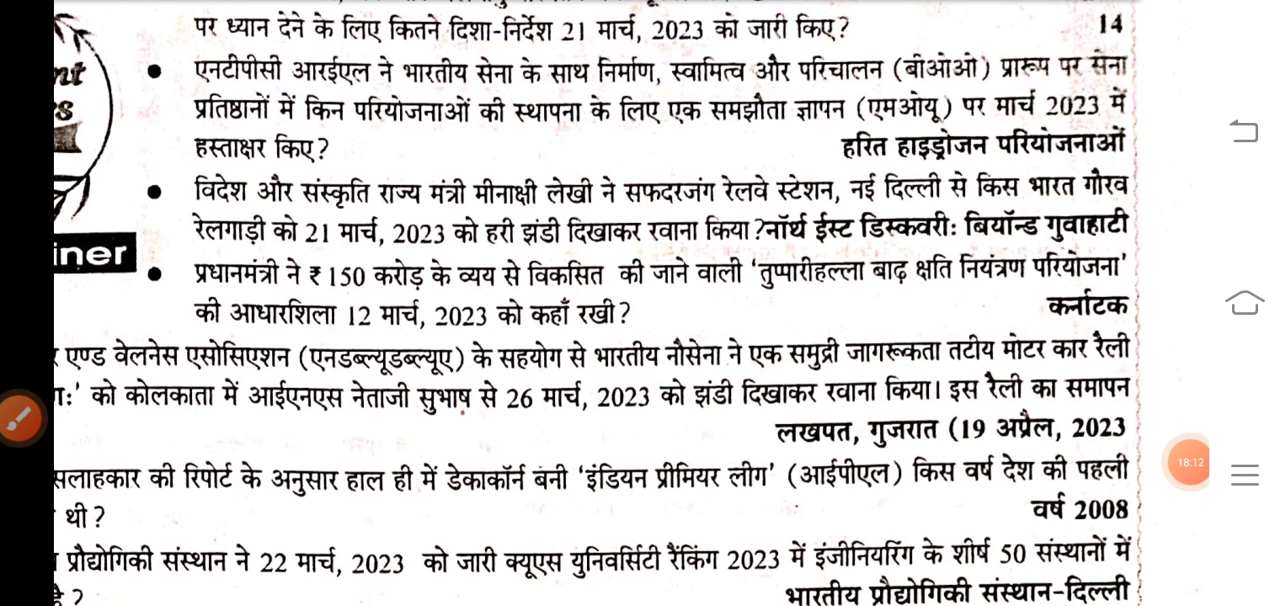 पर ध्यान देने के लिए कितने दिशा-निर्देश 21 मार्च, 2023 को जारी किए? 14
• एनटीपीसी आरईएल ने भारतीय सेना के साथ निर्माण, स्वामित्व और परिचालन (बीओओ) प्रारूप पर सेना
प्रतिष्ठानों में किन परियोजनाओं की स्थापना के लिए एक समझौता ज्ञापन (एमओयू) पर मार्च 2023 में
हस्ताक्षर किए? हरित हाइड्रोजन परियोजनाओं
• विदेश और संस्कृति राज्य मंत्री मीनाक्षी लेखी ने सफदरजंग रेलवे स्टेशन, नई दिल्ली से किस भारत गौरव
रेलगाड़ी को 21 मार्च, 2023 को हरी झंडी दिखाकर रवाना किया?नॉर्थ ईस्ट डिस्कवरी: बियॉन्ड गुवाहाटी
iner
• प्रधानमंत्री ने ₹ 150 करोड़ के व्यय से विकसित की जाने वाली ‘तुप्पारीहल्ला बाढ़ क्षति नियंत्रण परियोजना’
की आधारशिला 12 मार्च, 2023 को कहाँ रखी? कर्नाटक
एण्ड वेलनेस एसोसिएशन (एनडब्ल्यूडब्ल्यूए) के सहयोग से भारतीय नौसेना ने एक समुद्री जागरूकता तटीय मोटर कार रैली
को कोलकाता में आईएनएस नेताजी सुभाष से 26 मार्च, 2023 को झंडी दिखाकर रवाना किया। इस रैली का समापन
लखपत, गुजरात (19 अप्रैल, 2023
सलाहकार की रिपोर्ट के अनुसार हाल ही में डेकाकॉर्न बनी ‘इंडियन प्रीमियर लीग’ (आईपीएल) किस वर्ष देश की पहली
थी? वर्ष 2008
प्रौद्योगिकी संस्थान ने 22 मार्च, 2023 को जारी क्यूएस युनिवर्सिटी रैंकिंग 2023 में इंजीनियरिंग के शीर्ष 50 संस्थानों में
है? भारतीय प्रौद्योगिकी संस्थान-दिल्ली
18:12